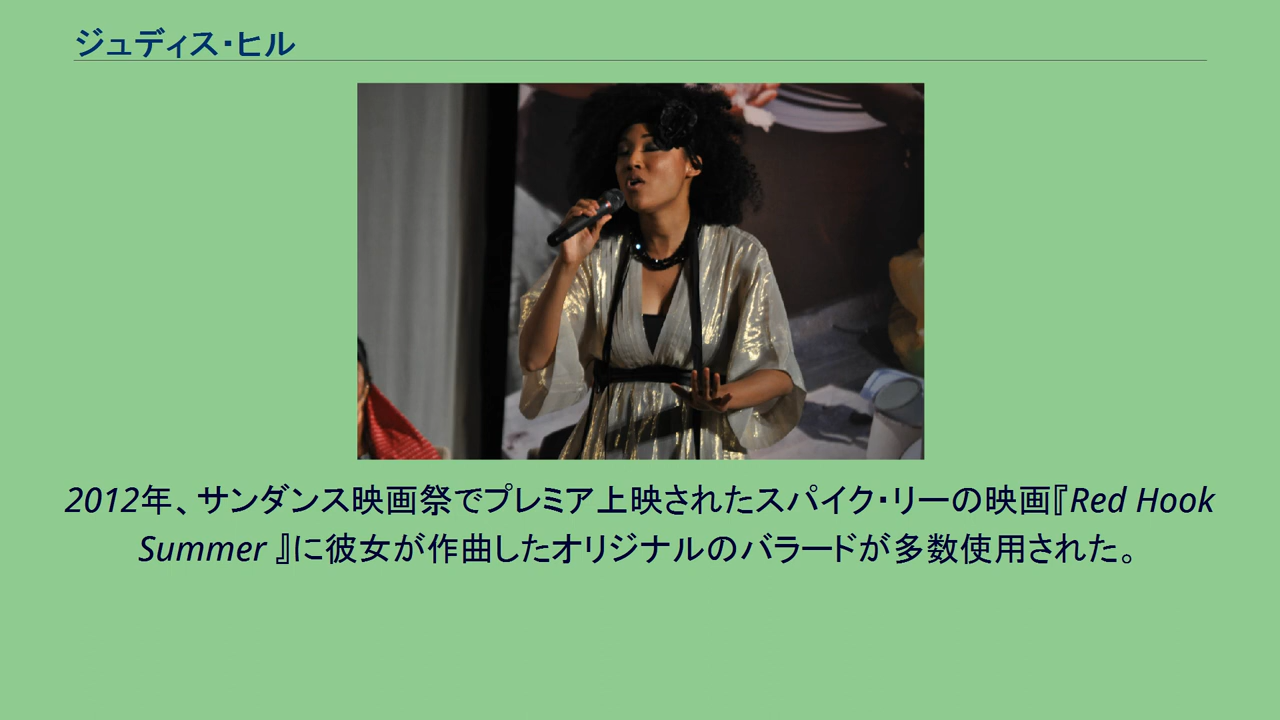 ジュディス・ヒル
2012年、サンダンス映画祭でプレミア上映されたスパイク・リーの映画『Red Hook
Summer 』に彼女が作曲したオリジナルのバラードが多数使用された。